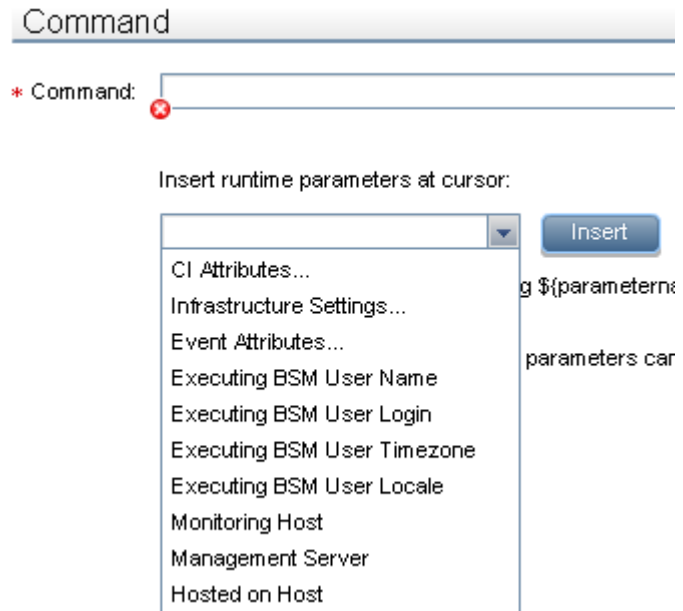 Command
* Command:
Insert runtime parameters at cursor:
Insert
CI Attributes...
g ${parameterna
Infrastructure Settings...
Event Attributes...
parameters can
Executing BSM User Name
Executing BSM User Login
Executing BSM User Timezone
Executing BSM User Locale
Monitoring Host
Management Server
Hosted on Host